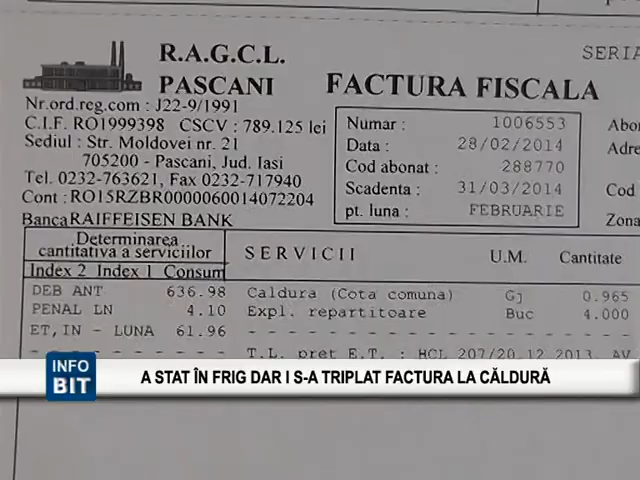 R.A.G.C.L.
PASCANI
FACTURA FISCALA
SERIA
Nr.ord.reg.com : J22-9/1991
C.I.F. RO1999398 CSCV : 789.125 lei
Sediul : Str. Moldovei nr. 21
705200 - Pascani, Jud. Iasi
Tel. 0232-763621, Fax 0232-717940
Cont : RO15RZBR0000060014072204
Banca RAIFFEISEN BANK
Numar : 1006553
Data : 28/02/2014
Cod abonat : 288770
Scadenta : 31/03/2014
pt. luna : FEBRUARIE
Abon
Adre
Cod
Zona
Determinarea
cantitativa a serviciilor
Index 2 Index 1 Consum
SERVICII U.M. Cantitate
DEB ANT 636.98 Caldura (Cota comuna) Gj 0.965
PENAL LN 4.10 Expl. repartitoare Buc 4.000
ET,IN - LUNA 61.96
T.L. pret E.T. : HCL 207/20.12.2013, AV
INFO
BIT
A STAT ÎN FRIG DAR I S-A TRIPLAT FACTURA LA CĂLDURĂ